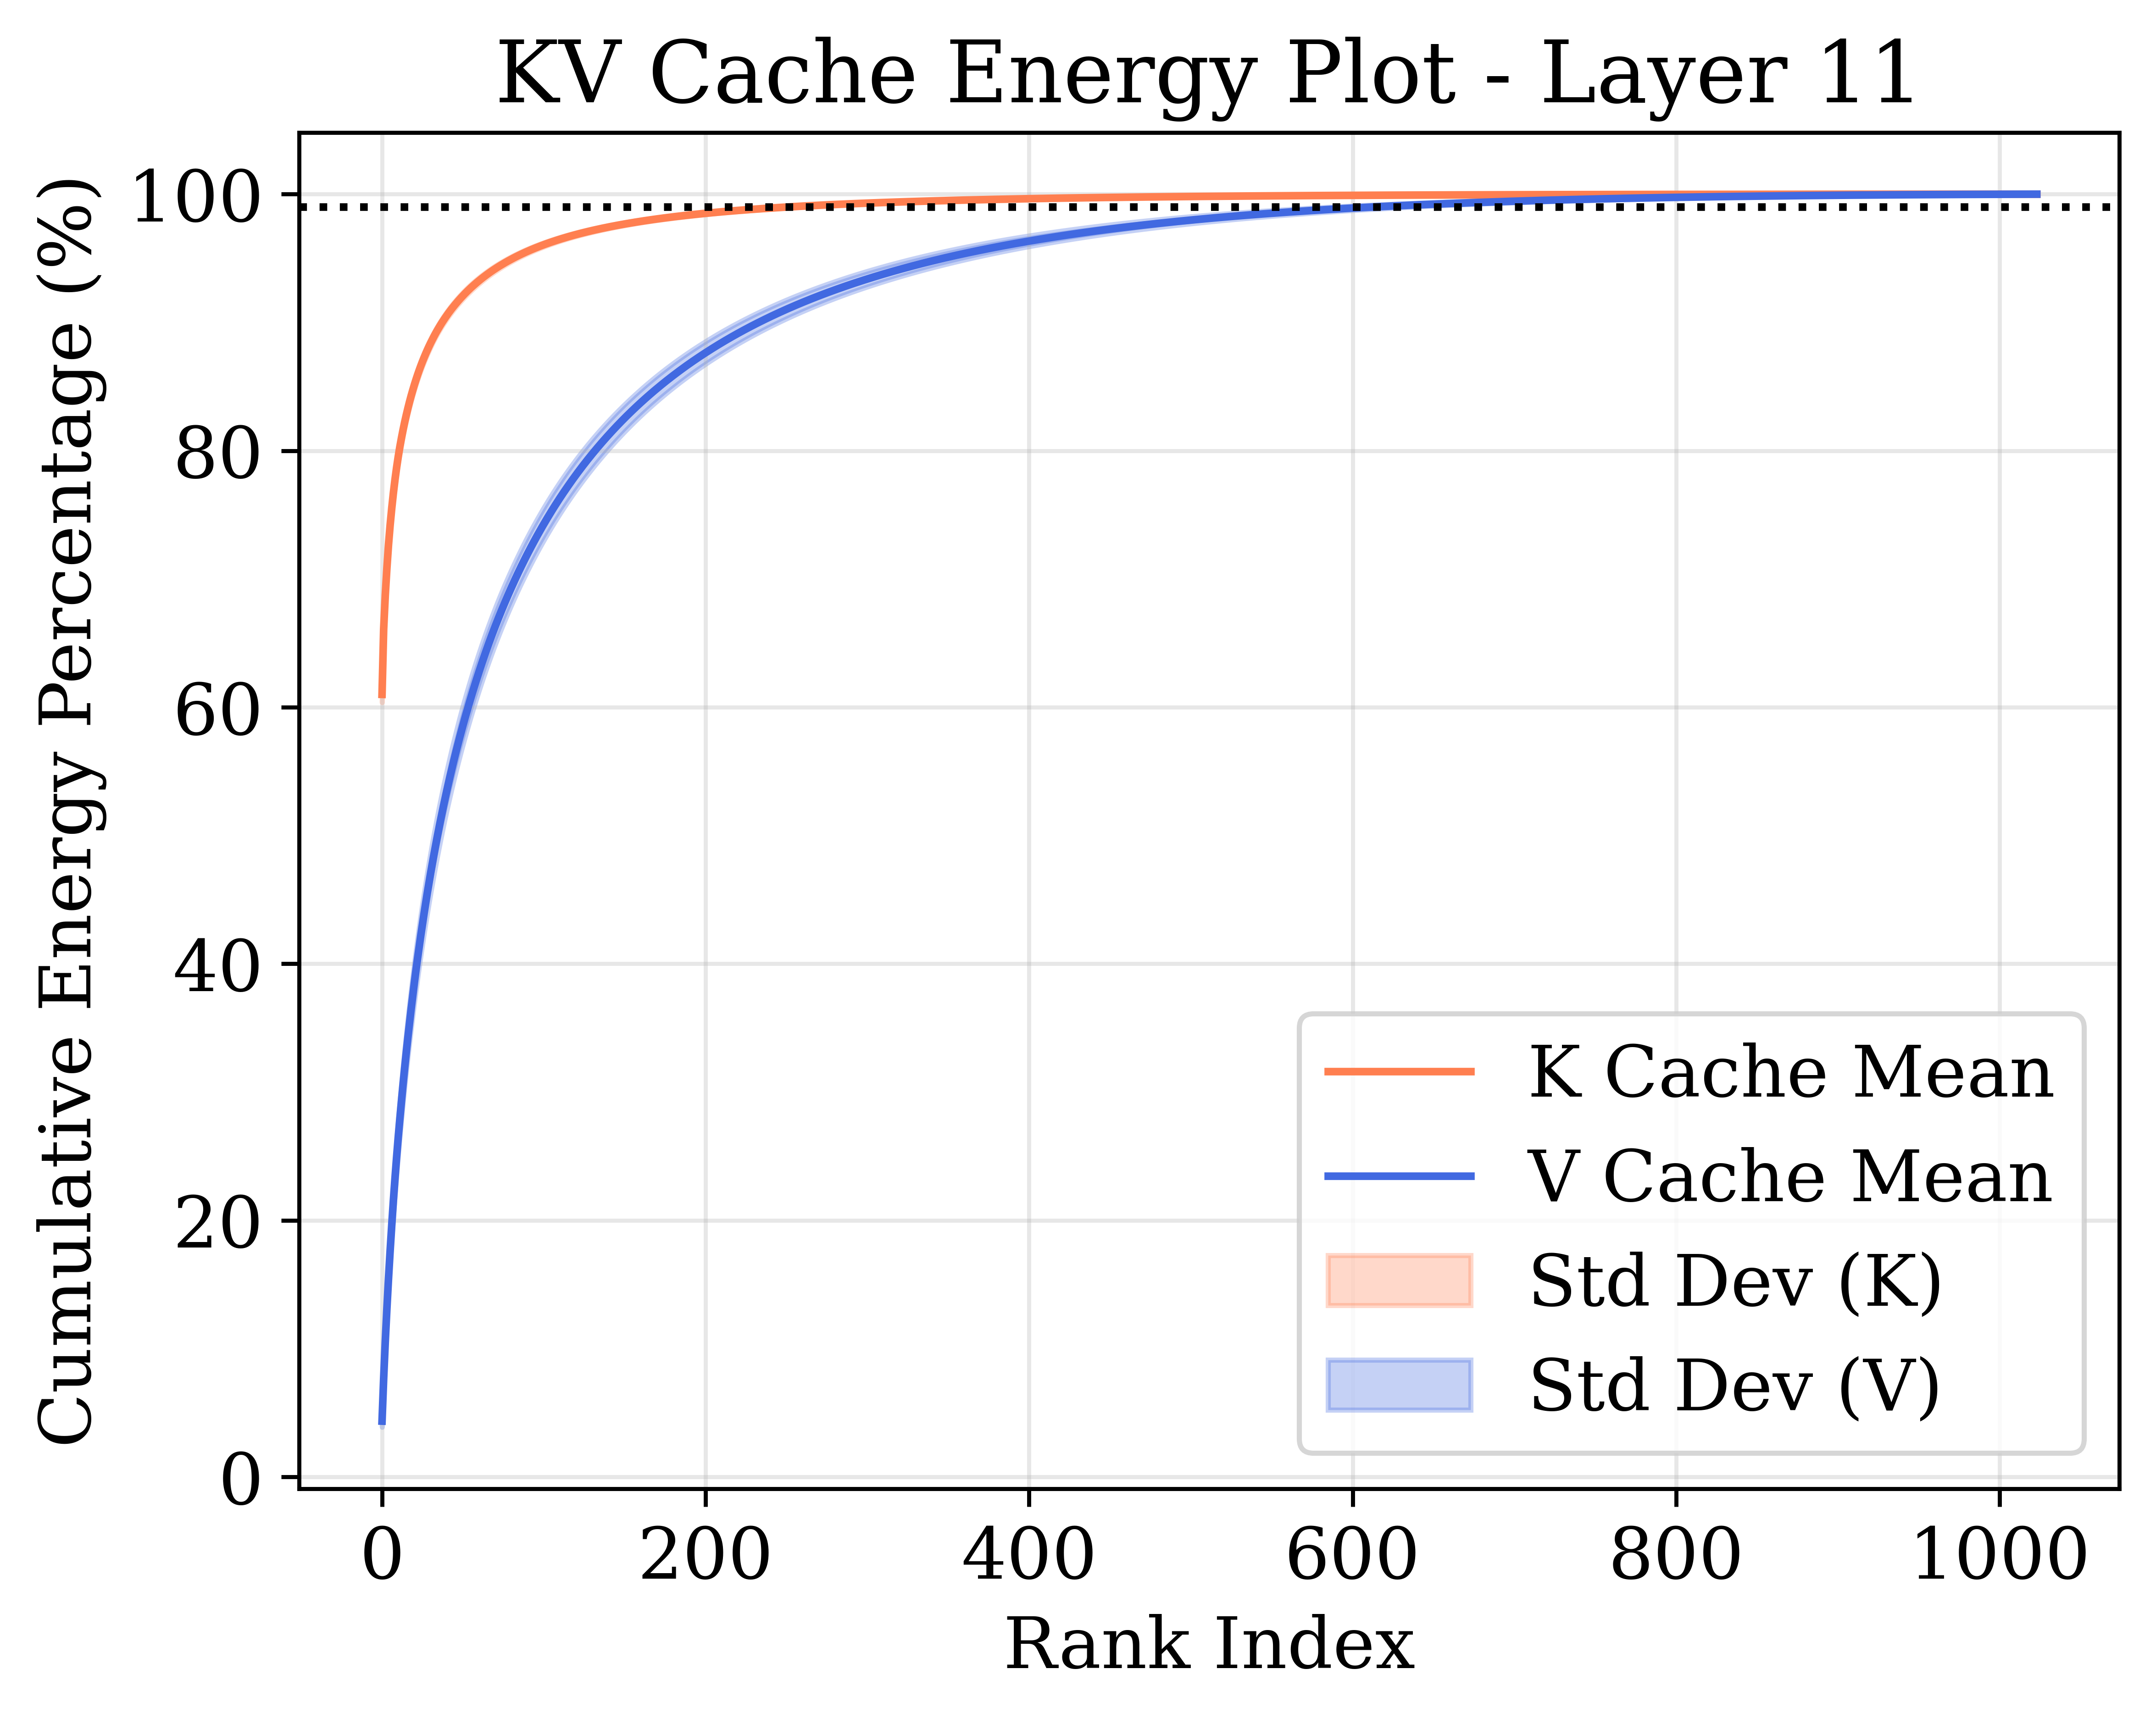 KV Cache Energy Plot - Layer 11
Cumulative Energy Percentage (%)
100
80
60
40
20
0
K Cache Mean
V Cache Mean
Std Dev (K)
Std Dev (V)
0 200 400 600 800 1000
Rank Index